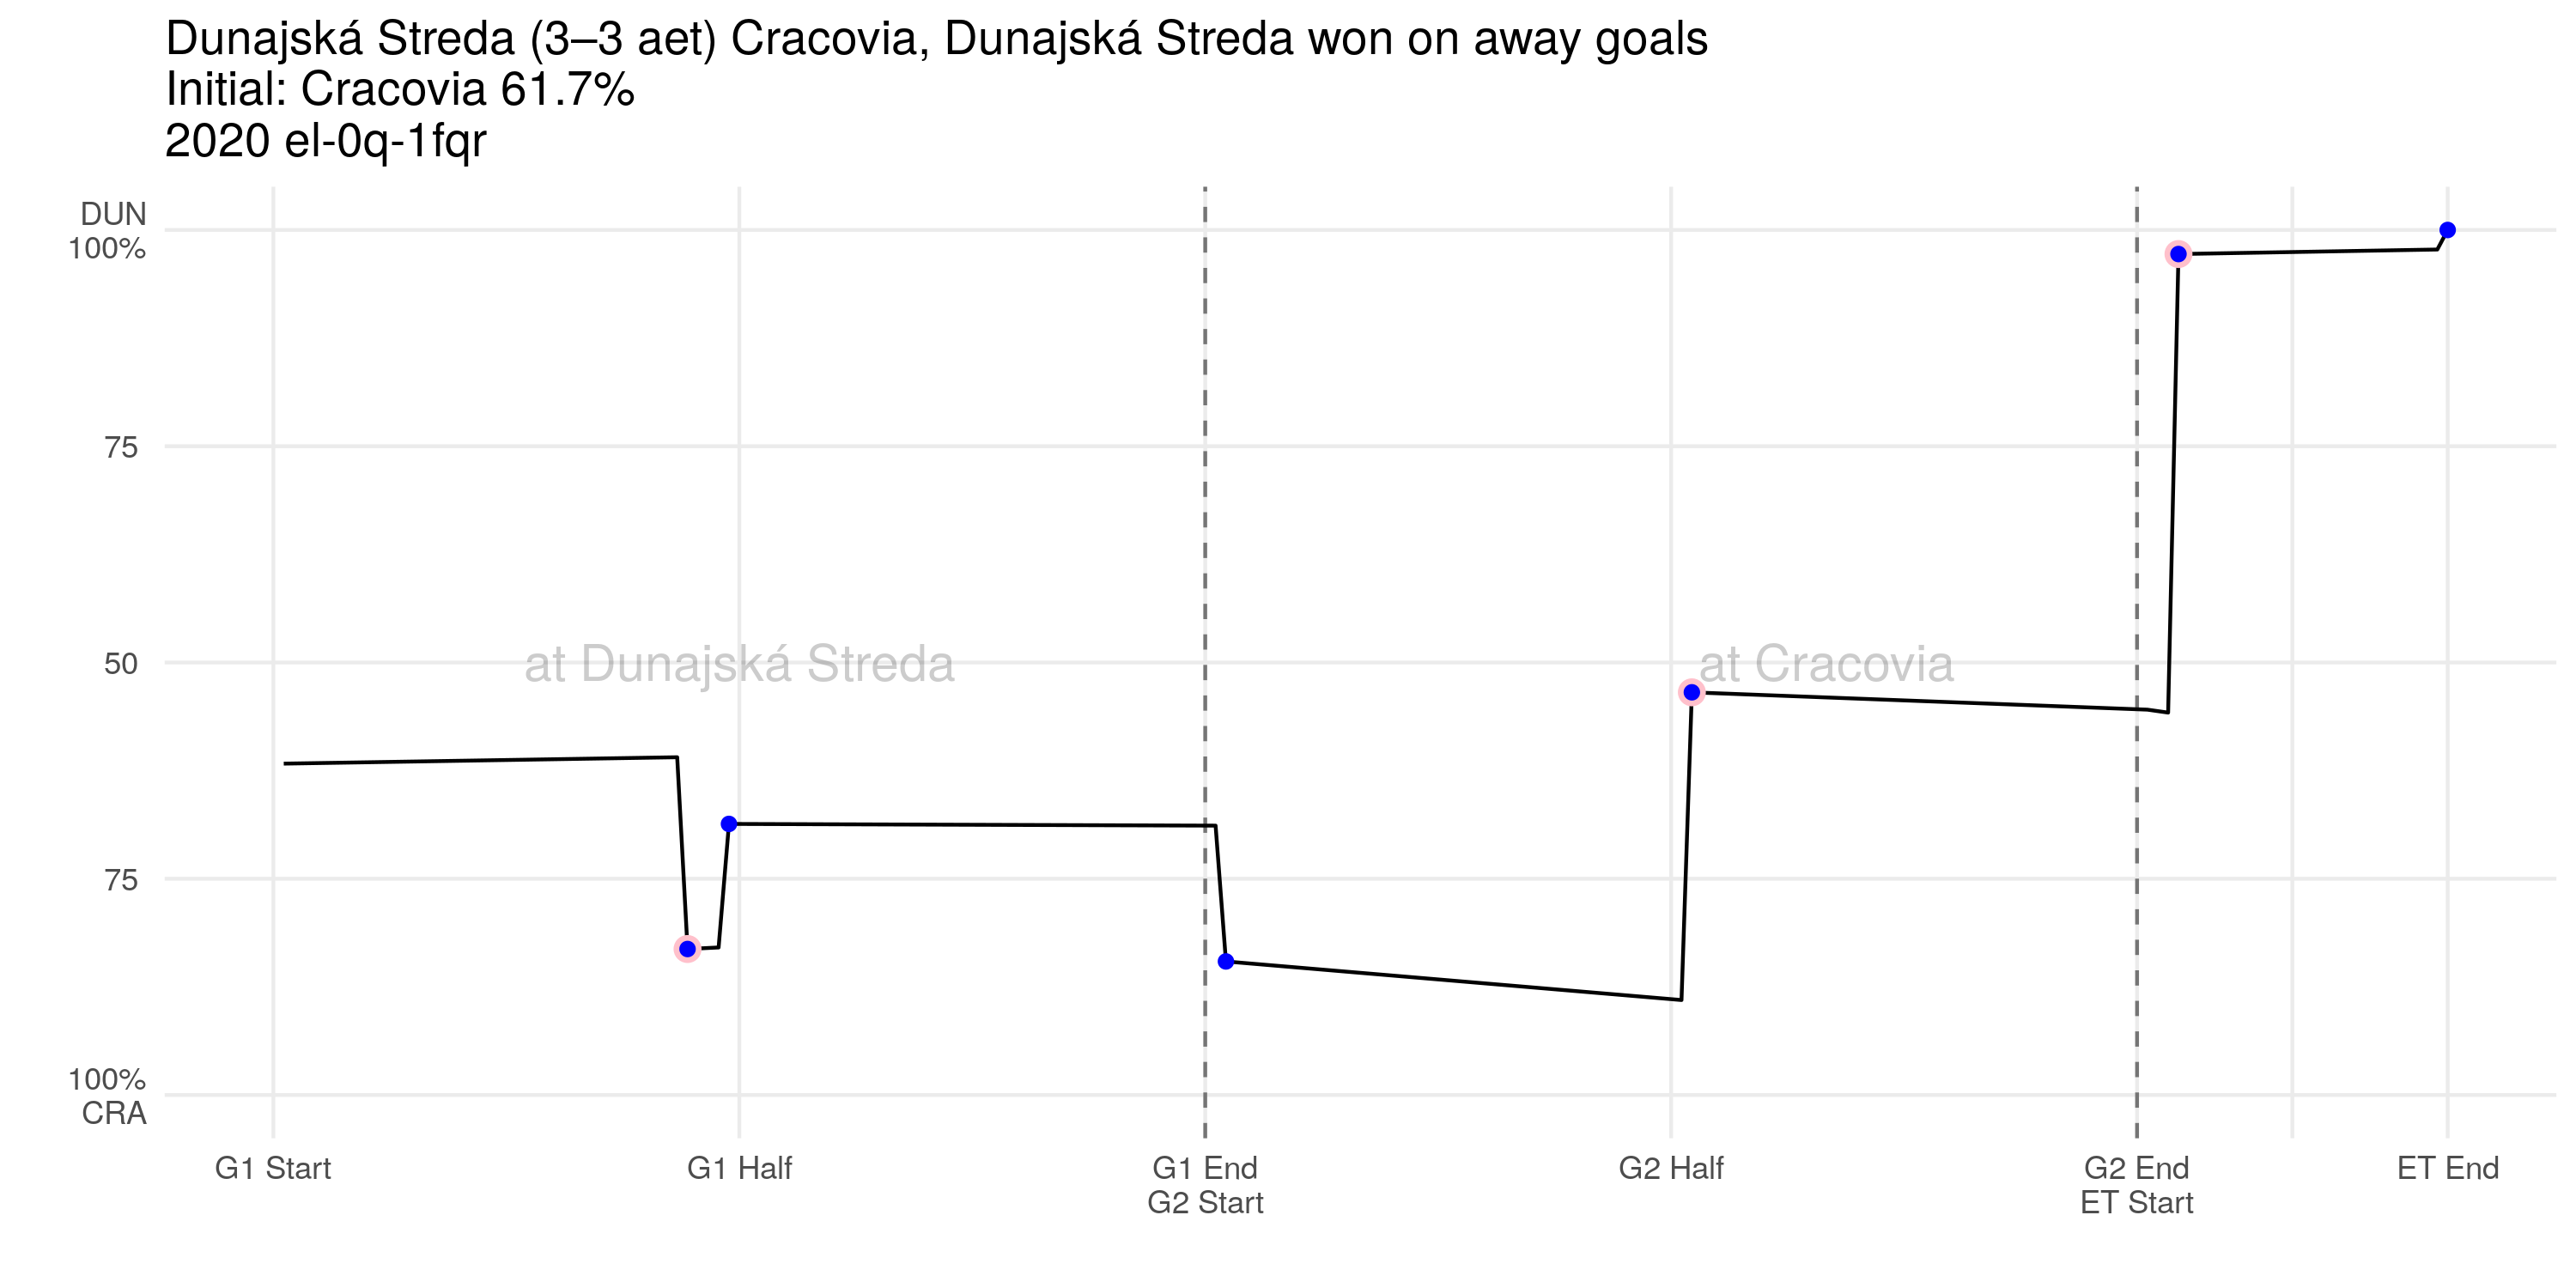 Dunajská Streda (3–3 aet) Cracovia, Dunajská Streda won on away goals
Initial: Cracovia 61.7%
2020 el-0q-1fqr
DUN
100%
75
50
75
100%
CRA
at Dunajská Streda
at Cracovia
G1 Start
G1 Half
G1 End
G2 Start
G2 Half
G2 End
ET Start
ET End